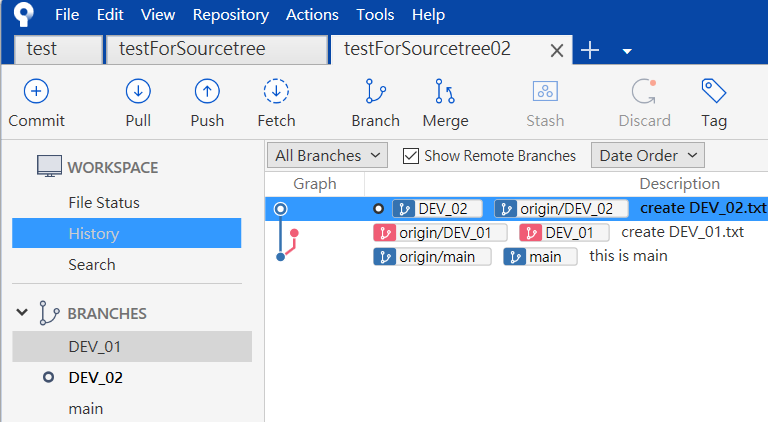 File Edit View Repository Actions Tools Help
test testForSourcetree testForSourcetree02
Commit Pull Push Fetch Branch Merge Stash Discard Tag
WORKSPACE
File Status
History
Search
BRANCHES
DEV_01
DEV_02
main
All Branches Show Remote Branches Date Order
Graph Description
DEV_02 origin/DEV_02 create DEV_02.txt
origin/DEV_01 DEV_01 create DEV_01.txt
origin/main main this is main